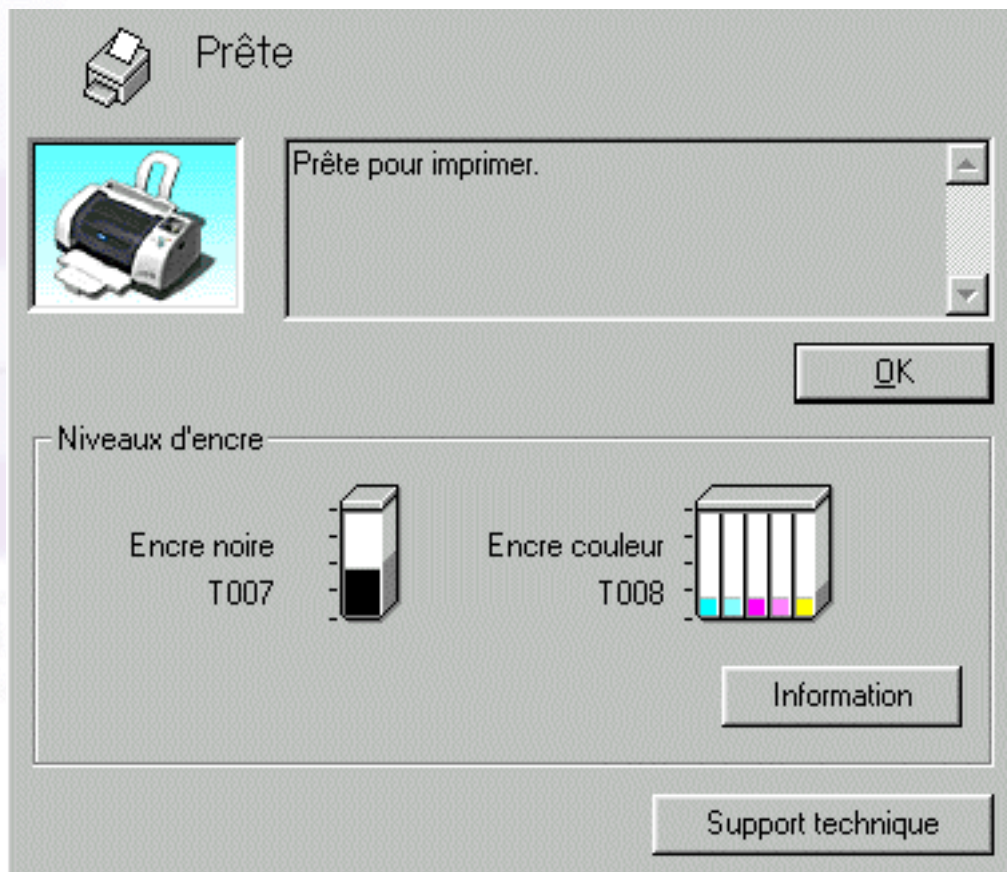 Prête
Prête pour imprimer.
OK
Niveaux d'encre
Encre noire
T007
Encre couleur
T008
Information
Support technique